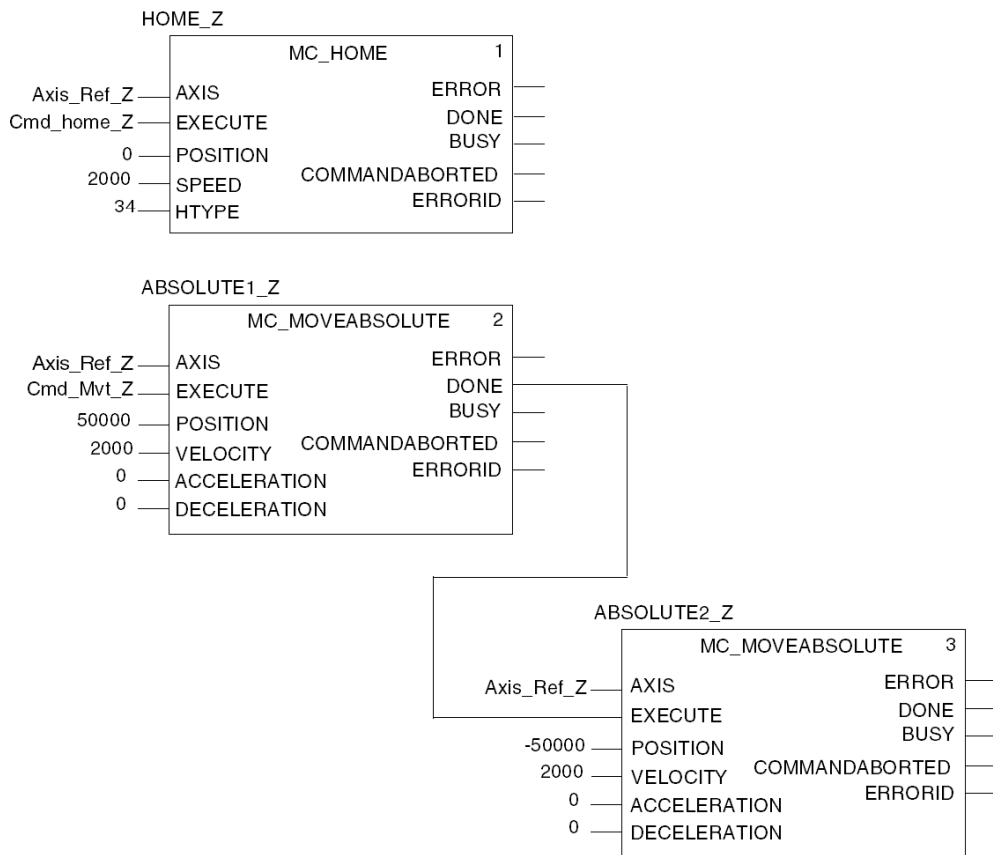 HOME_Z
MC_HOME 1
Axis_Ref_Z AXIS ERROR
Cmd_home_Z EXECUTE DONE
0 POSITION BUSY
2000 SPEED COMMANDABORTED
34 HTYPE ERRORID
ABSOLUTE1_Z
MC_MOVEABSOLUTE 2
Axis_Ref_Z AXIS ERROR
Cmd_Mvt_Z EXECUTE DONE
50000 POSITION BUSY
2000 VELOCITY COMMANDABORTED
0 ACCELERATION ERRORID
0 DECELERATION
ABSOLUTE2_Z
MC_MOVEABSOLUTE 3
Axis_Ref_Z AXIS ERROR
EXECUTE DONE
-50000 POSITION BUSY
2000 VELOCITY COMMANDABORTED
0 ACCELERATION ERRORID
0 DECELERATION